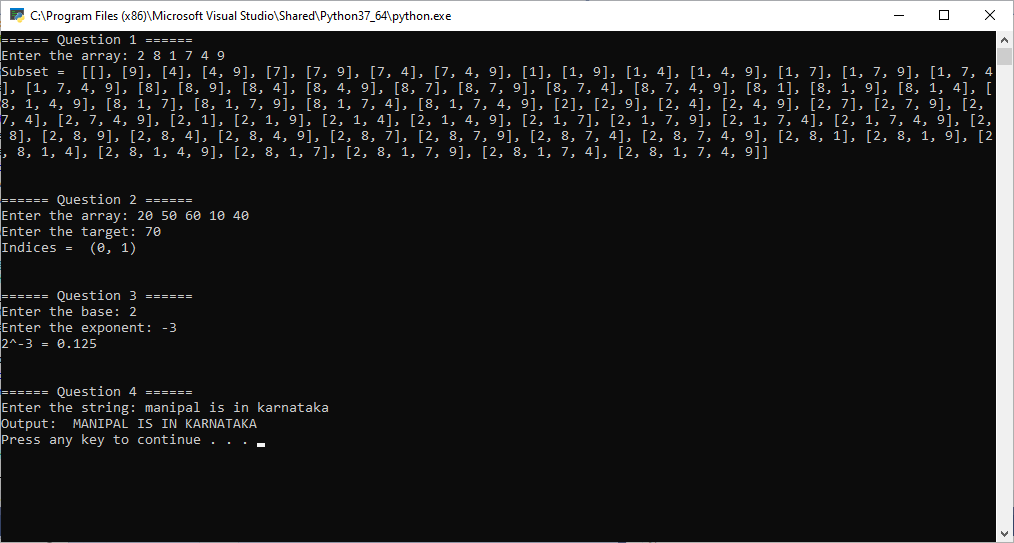 C:\Program Files (x86)\Microsoft Visual Studio\Shared\Python37_64\python.exe
====== Question 1 ======
Enter the array: 2 8 1 7 4 9
Subset =  [[], [9], [4], [4, 9], [7], [7, 9], [7, 4], [7, 4, 9], [1], [1, 9], [1, 4], [1, 4, 9], [1, 7], [1, 7, 9], [1, 7, 4
], [1, 7, 4, 9], [8], [8, 9], [8, 4], [8, 4, 9], [8, 7], [8, 7, 9], [8, 7, 4], [8, 7, 4, 9], [8, 1], [8, 1, 9], [8, 1, 4], [
8, 1, 4, 9], [8, 1, 7], [8, 1, 7, 9], [8, 1, 7, 4], [8, 1, 7, 4, 9], [2], [2, 9], [2, 4], [2, 4, 9], [2, 7], [2, 7, 9], [2,
7, 4], [2, 7, 4, 9], [2, 1], [2, 1, 9], [2, 1, 4], [2, 1, 4, 9], [2, 1, 7], [2, 1, 7, 9], [2, 1, 7, 4], [2, 1, 7, 4, 9], [2,
 8], [2, 8, 9], [2, 8, 4], [2, 8, 4, 9], [2, 8, 7], [2, 8, 7, 9], [2, 8, 7, 4], [2, 8, 7, 4, 9], [2, 8, 1], [2, 8, 1, 9], [2
, 8, 1, 4], [2, 8, 1, 4, 9], [2, 8, 1, 7], [2, 8, 1, 7, 9], [2, 8, 1, 7, 4], [2, 8, 1, 7, 4, 9]]
====== Question 2 ======
Enter the array: 20 50 60 10 40
Enter the target: 70
Indices =  (0, 1)
====== Question 3 ======
Enter the base: 2
Enter the exponent: -3
2^-3 = 0.125
====== Question 4 ======
Enter the string: manipal is in karnataka
Output:  MANIPAL IS IN KARNATAKA
Press any key to continue . . .